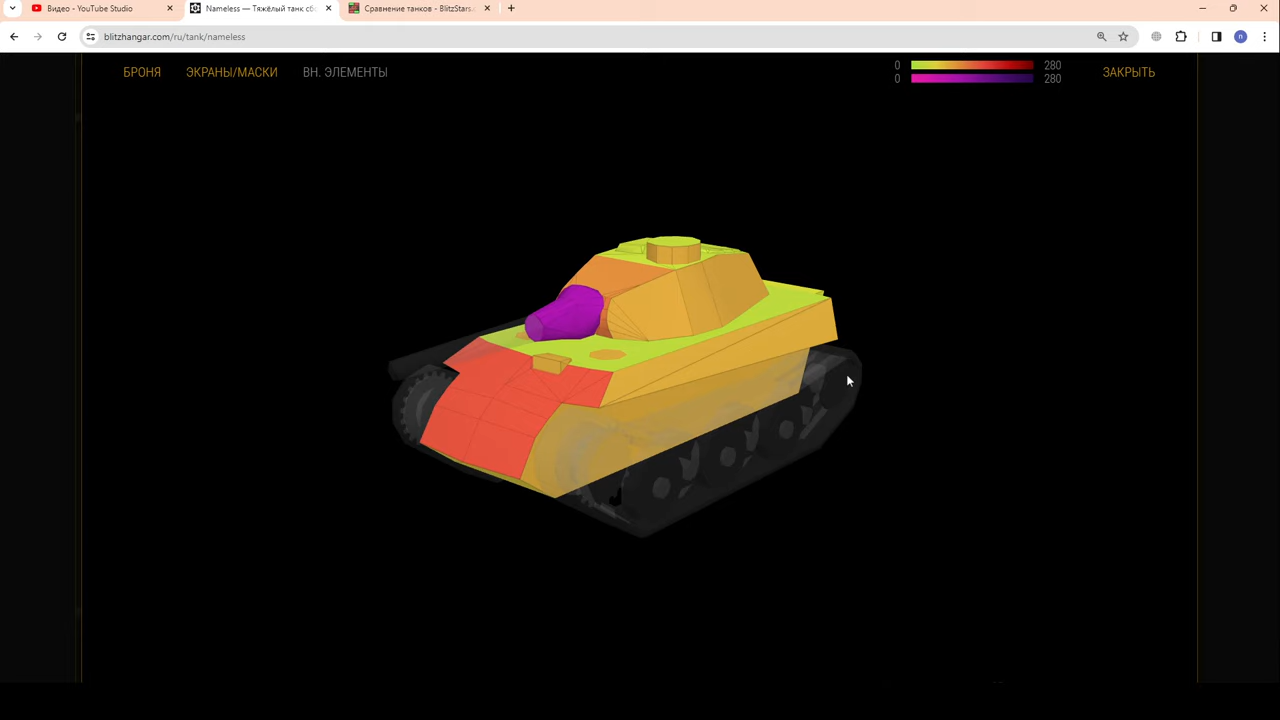 Видео - YouTube Studio
Nameless — Тяжёлый танк сбо
Сравнение танков - BlitzStars.
blitzhangar.com/ru/tank/nameless
n
БРОНЯ ЭКРАНЫ/МАСКИ ВН. ЭЛЕМЕНТЫ
0 280
0 280
ЗАКРЫТЬ